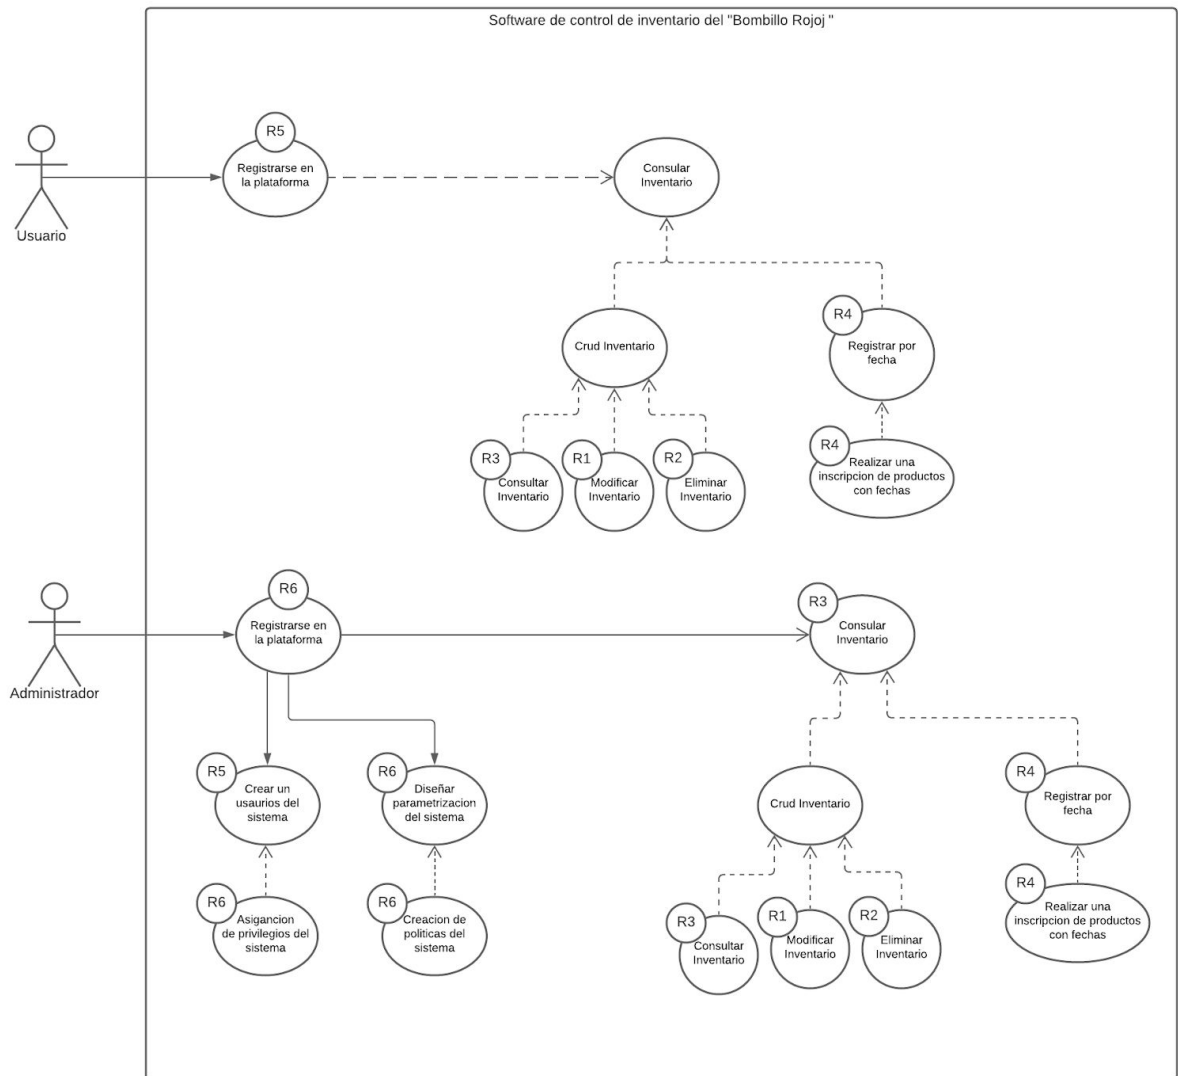 Software de control de inventario del "Bombillo Rojoj "
R5
Registrarse en
la plataforma
Consular
Inventario
Usuario
Crud Inventario
R4
Registrar por
fecha
R3
Consultar
Inventario
R1
Modificar
Inventario
R2
Eliminar
Inventario
R4
Realizar una
inscripcion de productos
con fechas
R6
Registrarse en
la plataforma
R3
Consular
Inventario
Administrador
R5
Crear un
usaurios del
sistema
R6
Diseñar
parametrizacion
del sistema
Crud Inventario
R4
Registrar por
fecha
R6
Asigancion
de privilegios del
sistema
R6
Creacion de
politicas del
sistema
R3
Consultar
Inventario
R1
Modificar
Inventario
R2
Eliminar
Inventario
R4
Realizar una
inscripcion de productos
con fechas